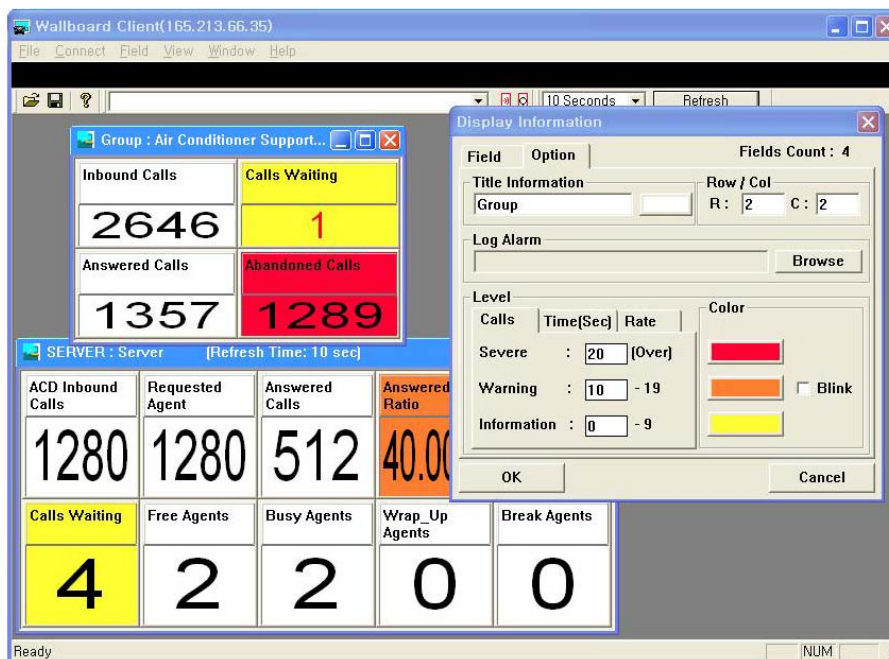 Wallboard Client(165.213.66.35)
File Connect Field View Window Help
10 Seconds Refresh
Group : Air Conditioner Support...
Inbound Calls Calls Waiting
2646 1
Answered Calls Abandoned Calls
1357 1289
Display Information
Field Option Fields Count : 4
Title Information Row / Col
Group R : 2 C : 2
Log Alarm
Browse
Level Color
Calls Time(Sec) Rate
Severe : 20 (Over)
Warning : 10 - 19 Blink
Information : 0 - 9
OK Cancel
SERVER : Server (Refresh Time: 10 sec)
ACD Inbound Calls
Requested Agent
Answered Calls
Answered Ratio
1280 1280 512 40.00
Calls Waiting
Free Agents
Busy Agents
Wrap_Up Agents
Break Agents
4 2 2 0 0
Ready NUM